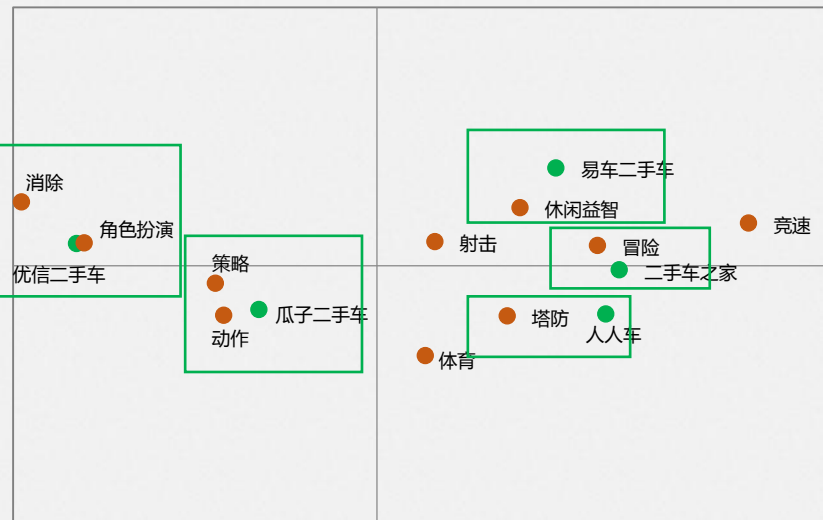 易车二手车
消除
休闲益智
竞速
角色扮演
射击
冒险
策略
优信二手车
二手车之家
瓜子二手车
塔防
动作
人人车
体育